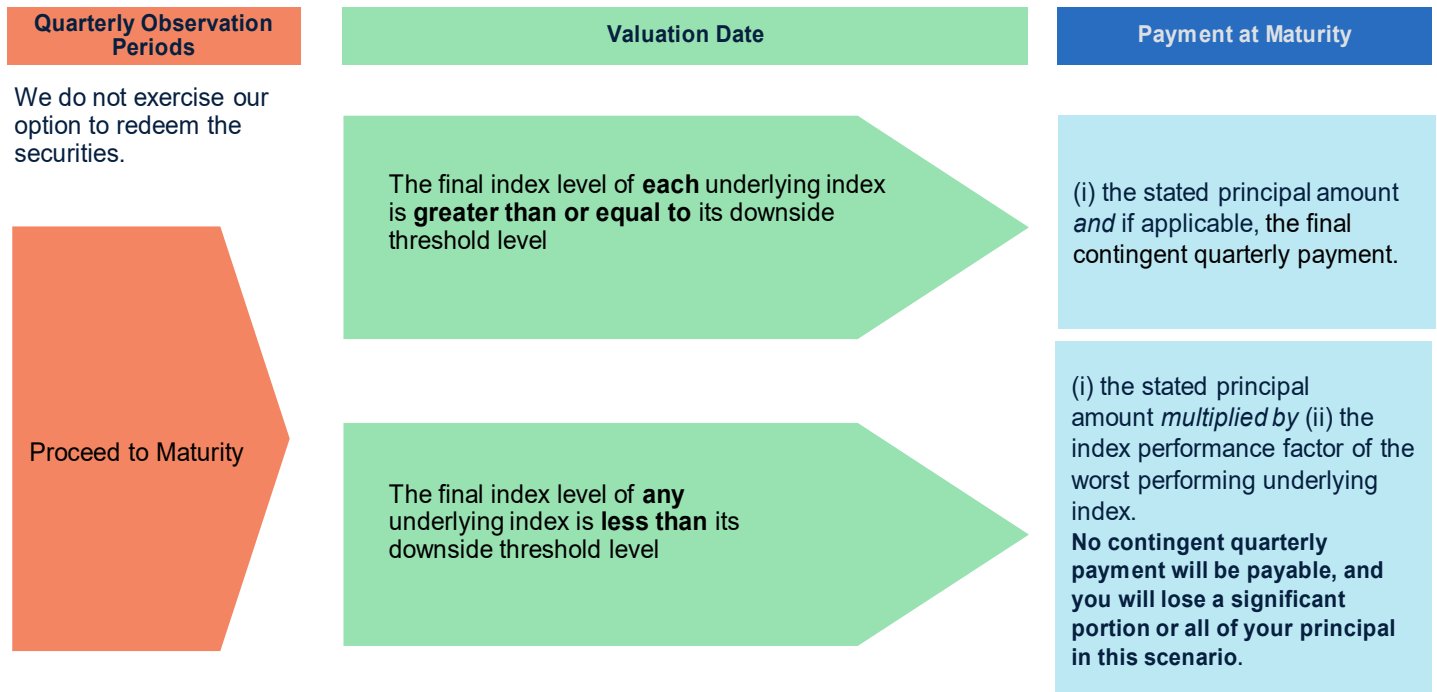 Quarterly Observation
Periods
Valuation Date
Payment at Maturity
We do not exercise our
option to redeem the
securities.
Proceed to Maturity
The final index level of each underlying index
is greater than or equal to its downside
threshold level
(i) the stated principal amount
and if applicable, the final
contingent quarterly payment.
The final index level of any
underlying index is less than its
downside threshold level
(i) the stated principal
amount multiplied by (ii) the
index performance factor of the
worst performing underlying
index.
No contingent quarterly
payment will be payable, and
you will lose a significant
portion or all of your principal
in this scenario.